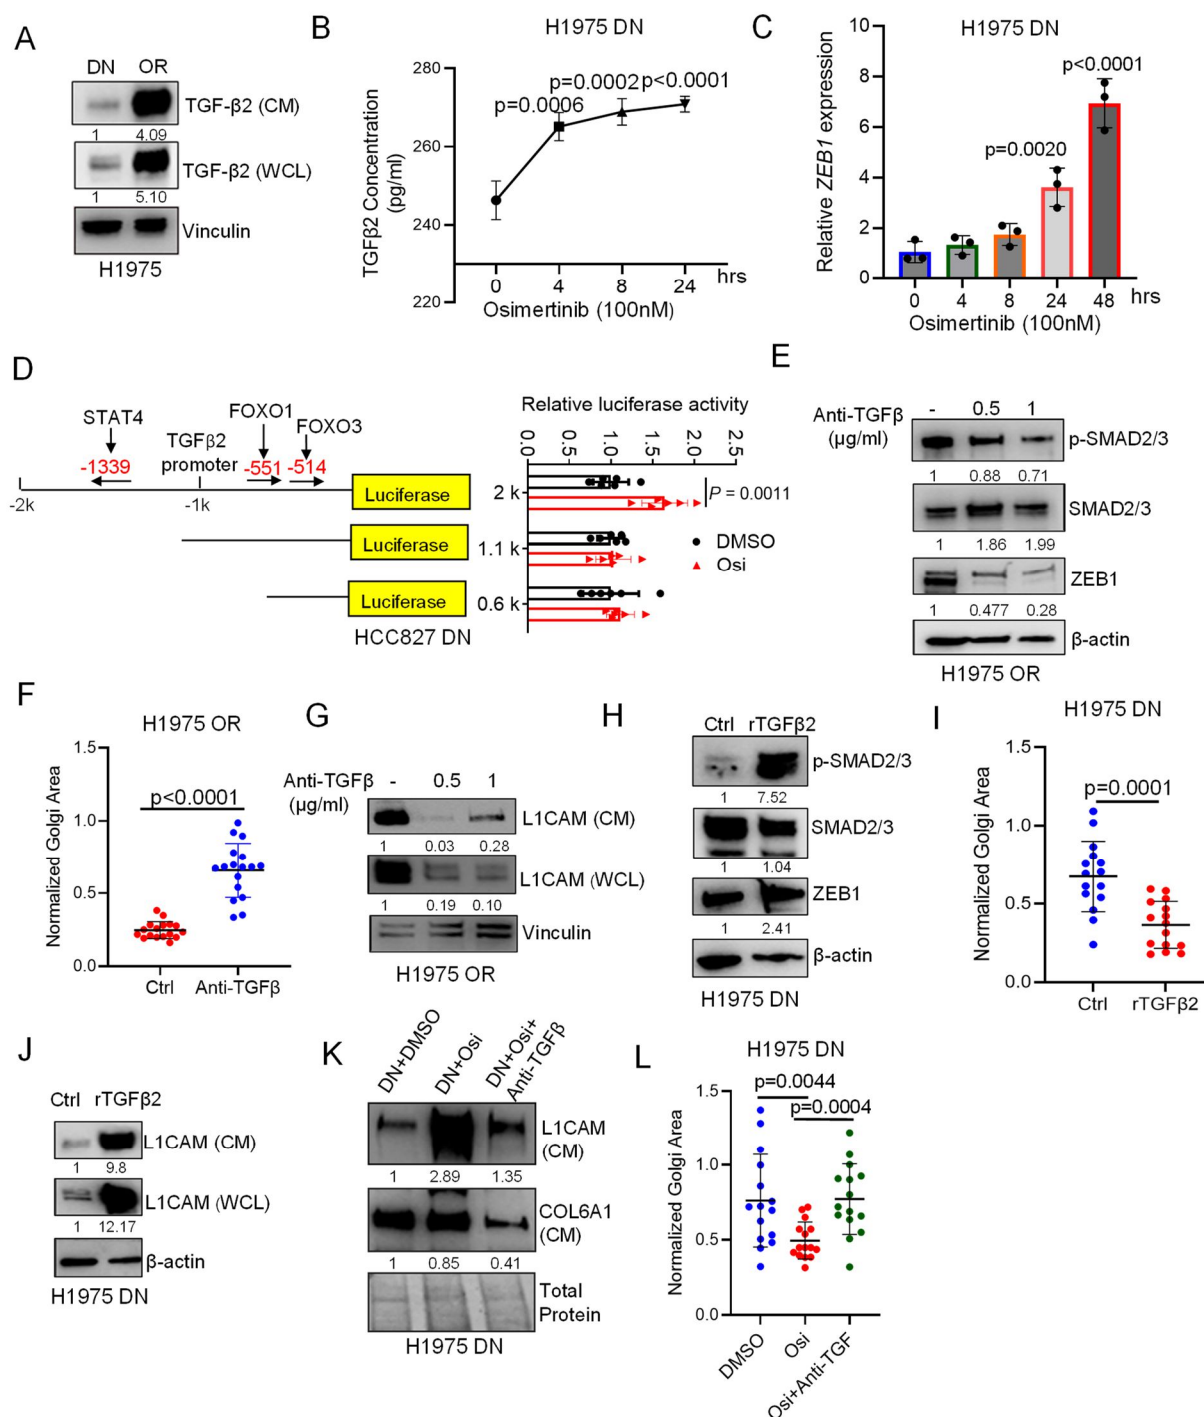 A
DN OR
TGF-β2 (CM)
1 4.09
TGF-β2 (WCL)
1 5.10
Vinculin
H1975
B
H1975 DN
TGFβ2 Concentration
(pg/ml)
280
260
240
220
p=0.0006
p=0.0002
p<0.0001
0 4 8 24 hrs
Osimertinib (100nM)
C
H1975 DN
Relative ZEB1 expression
10
8
6
4
2
0
p=0.0020
p<0.0001
0 4 8 24 48 hrs
Osimertinib (100nM)
D
STAT4
FOXO1
FOXO3
TGFβ2
promoter
-1339
-551
-514
-2k
-1k
Luciferase
Luciferase
Luciferase
HCC827 DN
Relative luciferase activity
0.0 0.5 1.0 1.5 2.0 2.5
2 k
1.1 k
0.6 k
P = 0.0011
DMSO
Osi
E
Anti-TGFβ
(µg/ml)
- 0.5 1
p-SMAD2/3
1 0.88 0.71
SMAD2/3
1 1.86 1.99
ZEB1
1 0.477 0.28
β-actin
H1975 OR
F
H1975 OR
Normalized Golgi Area
1.5
1.0
0.5
0.0
p<0.0001
Ctrl Anti-TGFβ
G
Anti-TGFβ
(µg/ml)
- 0.5 1
L1CAM (CM)
1 0.03 0.28
L1CAM (WCL)
1 0.19 0.10
Vinculin
H1975 OR
H
Ctrl rTGFβ2
p-SMAD2/3
1 7.52
SMAD2/3
1 1.04
ZEB1
1 2.41
β-actin
H1975 DN
I
H1975 DN
Normalized Golgi Area
1.5
1.0
0.5
0.0
p=0.0001
Ctrl rTGFβ2
J
Ctrl rTGFβ2
L1CAM (CM)
1 9.8
L1CAM (WCL)
1 12.17
β-actin
H1975 DN
K
DN+DMSO
DN+Osi
DN+Osi+
Anti-TGFβ
L1CAM
(CM)
1 2.89 1.35
COL6A1
(CM)
1 0.85 0.41
Total
Protein
H1975 DN
L
H1975 DN
Normalized Golgi Area
1.5
1.0
0.5
0.0
p=0.0044
p=0.0004
DMSO
Osi
Osi+Anti-TGF